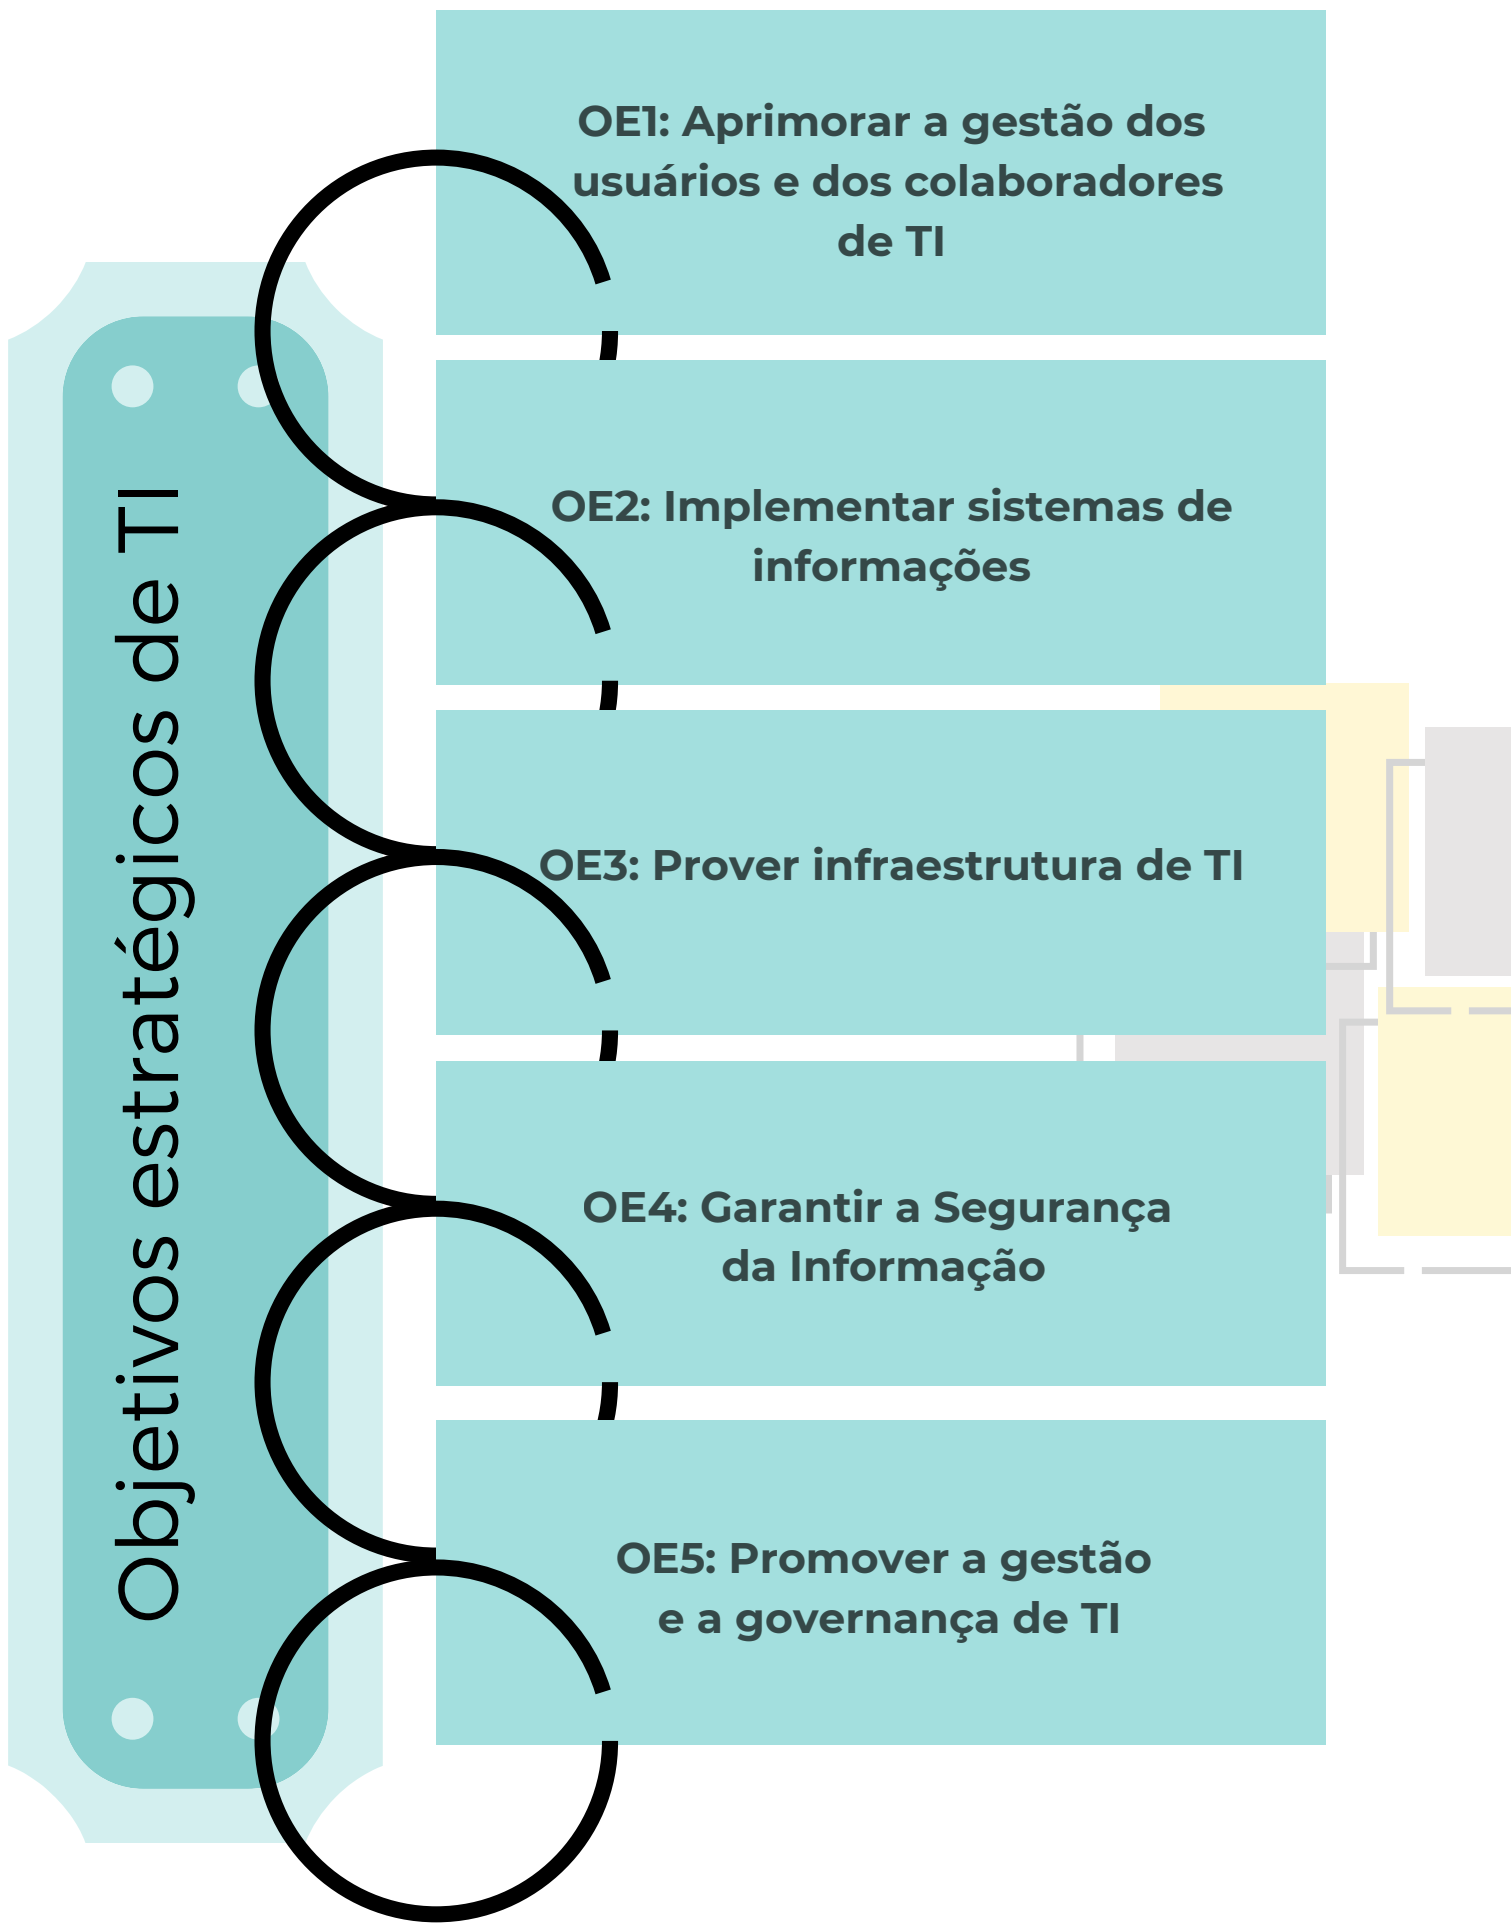 Objetivos estratégicos de TI
OE1: Aprimorar a gestão dos
usuários e dos colaboradores
de TI
OE2: Implementar sistemas de
informações
OE3: Prover infraestrutura de TI
OE4: Garantir a Segurança
da Informação
OE5: Promover a gestão
e a governança de TI